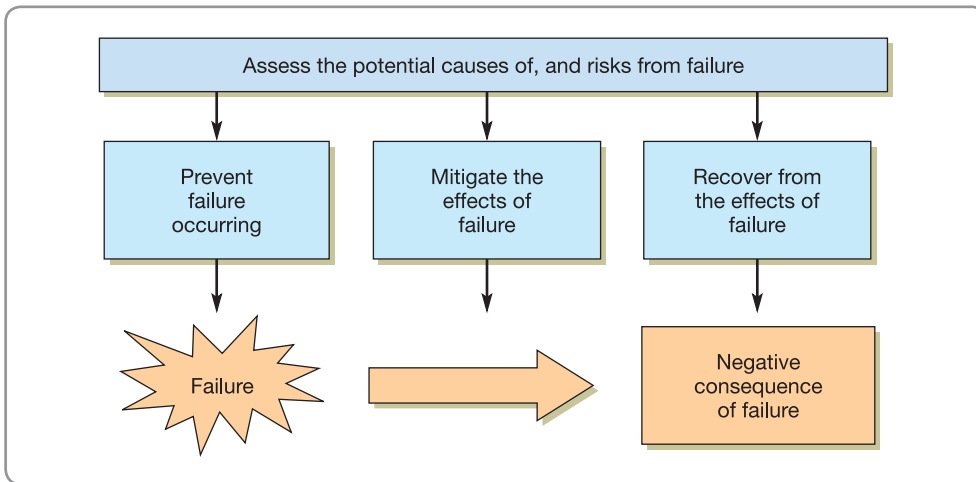 Assess the potential causes of, and risks from failure
Prevent
failure
occurring
Mitigate the
effects of
failure
Recover from
the effects of
failure
Failure
Negative
consequence
of failure